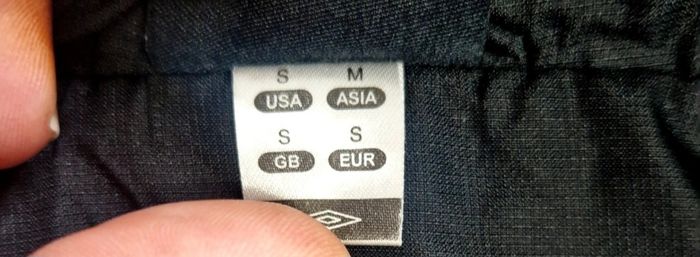 S M
USA ASIA
S S
GB EUR